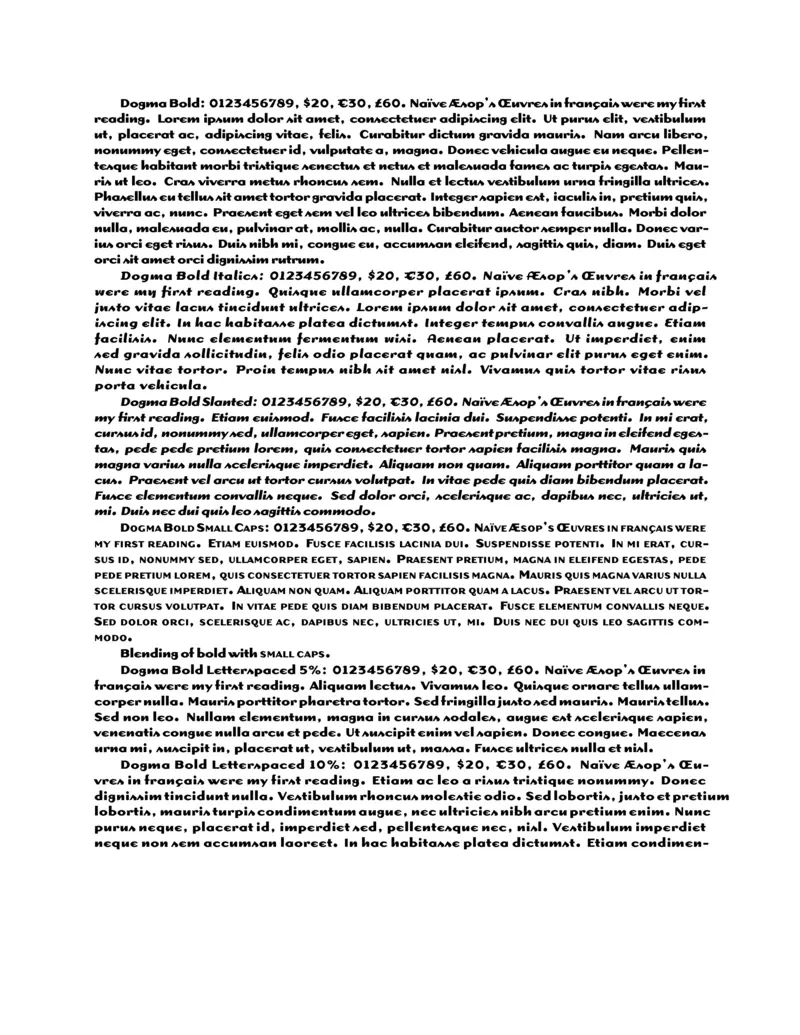 Dogma Bold: 0123456789, $20, €30, £60. Naïve Æsop's Œuvres in français were my first
reading. Lorem ipsum dolor sit amet, consectetuer adipiscing elit. Ut purus elit, vestibulum
ut, placerat ac, adipiscing vitae, felis. Curabitur dictum gravida mauris. Nam arcu libero,
nonummy eget, consectetuer id, vulputate a, magna. Donec vehicula augue eu neque. Pellen-
tesque habitant morbi tristique senectus et netus et malesuada fames ac turpis egestas. Mau-
ris ut leo. Cras viverra metus rhoncus sem. Nulla et lectus vestibulum urna fringilla ultrices.
Phasellus eu tellus sit amet tortor gravida placerat. Integer sapien est, iaculis in, pretium quis,
viverra ac, nunc. Praesent eget sem vel leo ultrices bibendum. Aenean faucibus. Morbi dolor
nulla, malesuada eu, pulvinar at, mollis ac, nulla. Curabitur auctor semper nulla. Donec var-
ius orci eget risus. Duis nibh mi, congue eu, accumsan eleifend, sagittis quis, diam. Duis eget
orci sit amet orci dignissim rutrum.
Dogma Bold Italics: 0123456789, $20, €30, £60. Naïve Æsop's Œuvres in français
were my first reading. Quisque ullamcorper placerat ipsum. Cras nibh. Morbi vel
justo vitae lacus tincidunt ultrices. Lorem ipsum dolor sit amet, consectetuer adip-
iscing elit. In hac habitasse platea dictumst. Integer tempus convallis augue. Etiam
facilisis. Nunc elementum fermentum wisi. Aenean placerat. Ut imperdiet, enim
sed gravida sollicitudin, felis odio placerat quam, ac pulvinar elit purus eget enim.
Nunc vitae tortor. Proin tempus nibh sit amet nisl. Vivamus quis tortor vitae risus
porta vehicula.
Dogma Bold Slanted: 0123456789, $20, €30, £60. Naïve Æsop's Œuvres in français were
my first reading. Etiam euismod. Fusce facilisis lacinia dui. Suspendisse potenti. In mi erat,
cursus id, nonummy sed, ullamcorper eget, sapien. Praesent pretium, magna in eleifend eges-
tas, pede pede pretium lorem, quis consectetuer tortor sapien facilisis magna. Mauris quis
magna varius nulla scelerisque imperdiet. Aliquam non quam. Aliquam porttitor quam a la-
cus. Praesent vel arcu ut tortor cursus volutpat. In vitae pede quis diam bibendum placerat.
Fusce elementum convallis neque. Sed dolor orci, scelerisque ac, dapibus nec, ultricies ut,
mi. Duis nec dui quis leo sagittis commodo.
Dogma Bold Small Caps: 0123456789, $20, €30, £60. Naïve Æsop's Œuvres in français were
my first reading. Etiam euismod. Fusce facilisis lacinia dui. Suspendisse potenti. In mi erat, cur-
sus id, nonummy sed, ullamcorper eget, sapien. Praesent pretium, magna in eleifend egestas, pede
pede pretium lorem, quis consectetuer tortor sapien facilisis magna. Mauris quis magna varius nulla
scelerisque imperdiet. Aliquam non quam. Aliquam porttitor quam a lacus. Praesent vel arcu ut tor-
tor cursus volutpat. In vitae pede quis diam bibendum placerat. Fusce elementum convallis neque.
Sed dolor orci, scelerisque ac, dapibus nec, ultricies ut, mi. Duis nec dui quis leo sagittis com-
modo.
Blending of bold with small caps.
Dogma Bold Letterspaced 5%: 0123456789, $20, €30, £60. Naïve Æsop's Œuvres in
français were my first reading. Aliquam lectus. Vivamus leo. Quisque ornare tellus ullam-
corper nulla. Mauris porttitor pharetra tortor. Sed fringilla justo sed mauris. Mauris tellus.
Sed non leo. Nullam elementum, magna in cursus sodales, augue est scelerisque sapien,
venenatis congue nulla arcu et pede. Ut suscipit enim vel sapien. Donec congue. Maecenas
urna mi, suscipit in, placerat ut, vestibulum ut, massa. Fusce ultrices nulla et nisl.
Dogma Bold Letterspaced 10%: 0123456789, $20, €30, £60. Naïve Æsop's Œu-
vres in français were my first reading. Etiam ac leo a risus tristique nonummy. Donec
dignissim tincidunt nulla. Vestibulum rhoncus molestie odio. Sed lobortis, justo et pretium
lobortis, mauris turpis condimentum augue, nec ultricies nibh arcu pretium enim. Nunc
purus neque, placerat id, imperdiet sed, pellentesque nec, nisl. Vestibulum imperdiet
neque non sem accumsan laoreet. In hac habitasse platea dictumst. Etiam condimen-